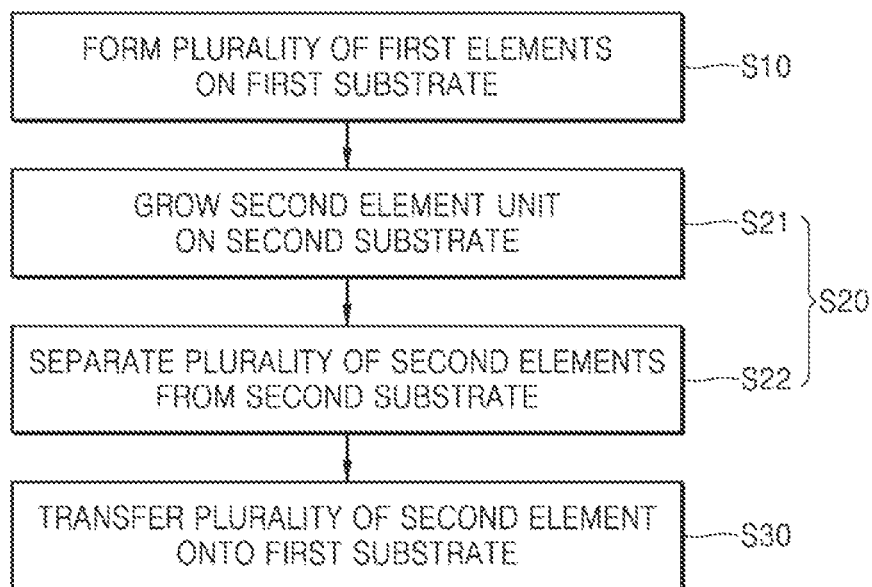 FORM PLURALITY OF FIRST ELEMENTS
ON FIRST SUBSTRATE
S10
GROW SECOND ELEMENT UNIT
ON SECOND SUBSTRATE
S21
S20
SEPARATE PLURALITY OF SECOND ELEMENTS
FROM SECOND SUBSTRATE
S22
TRANSFER PLURALITY OF SECOND ELEMENT
ONTO FIRST SUBSTRATE
S30